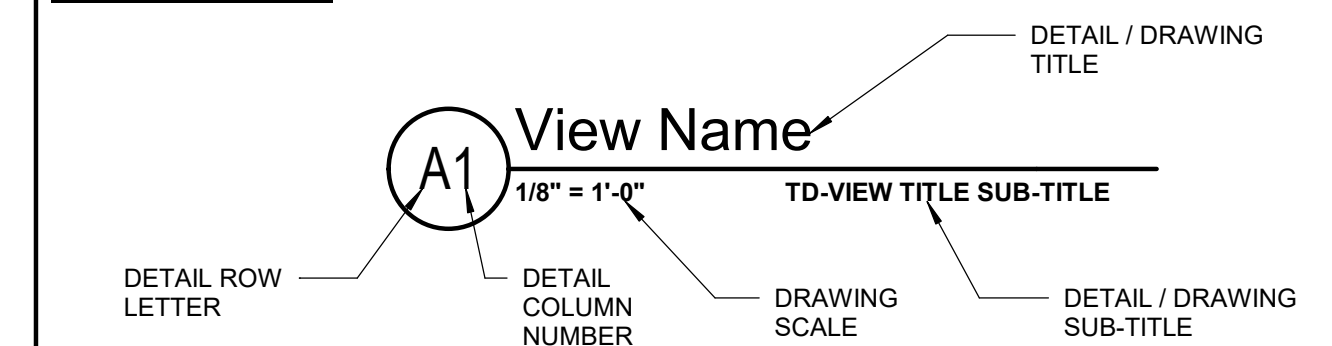 DETAIL / DRAWING
TITLE
View Name
A1
1/8" = 1'-0"
TD-VIEW TITLE SUB-TITLE
DETAIL ROW
LETTER
DETAIL
COLUMN
NUMBER
DRAWING
SCALE
DETAIL / DRAWING
SUB-TITLE